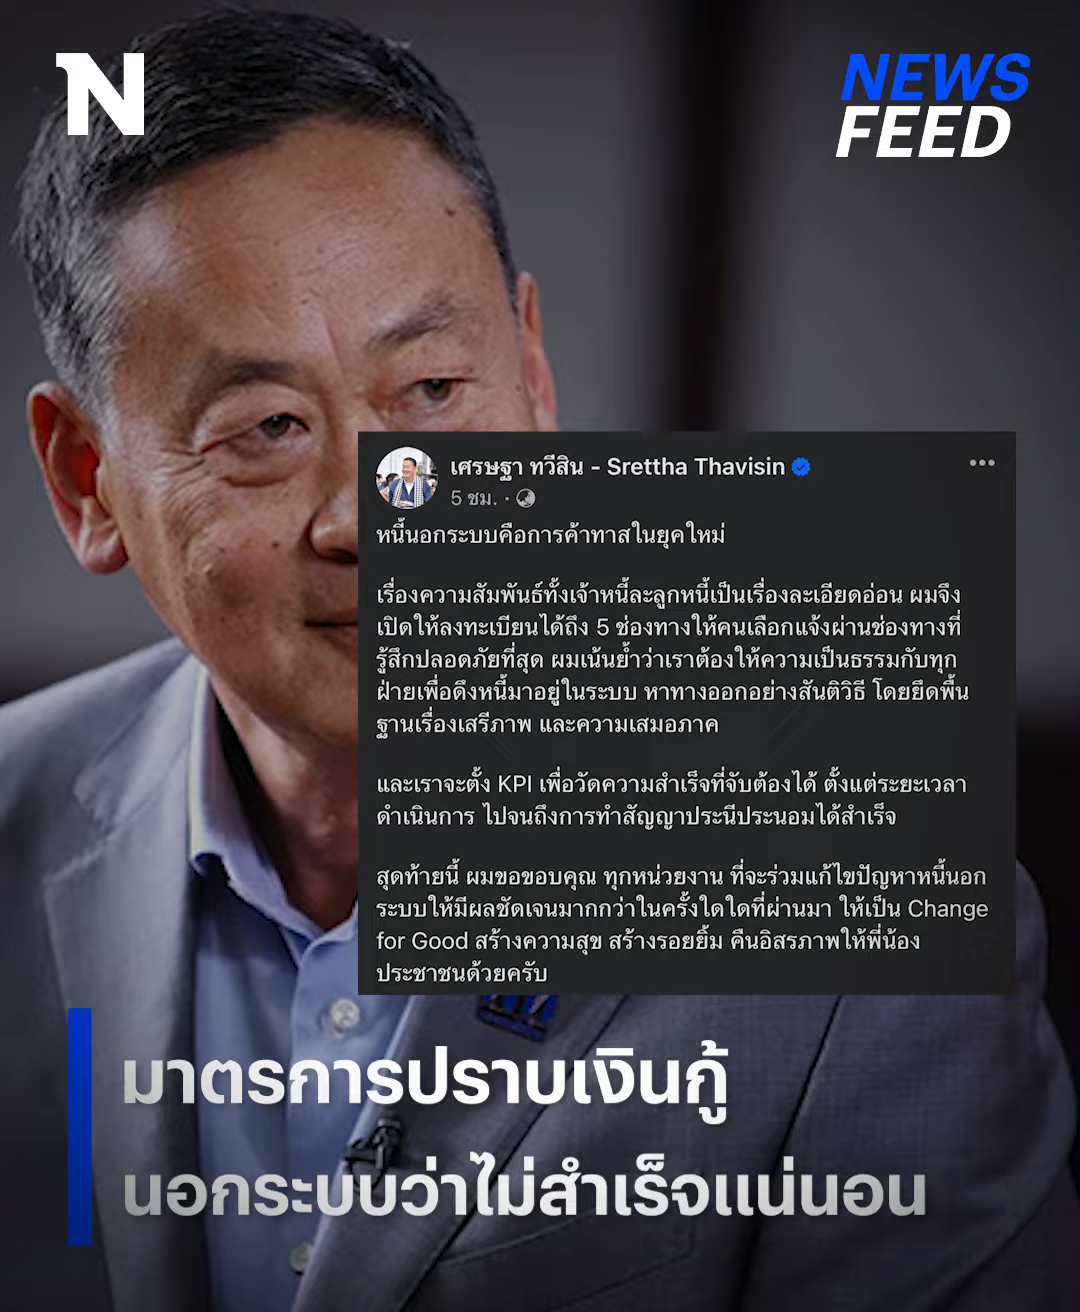 N
NEWS
FEED
เศรษฐา ทวีสิน - Srettha Thavisin
5 ชม. ·
หนี้นอกระบบคือการค้าทาสในยุคใหม่
เรื่องความสัมพันธ์ทั้งเจ้าหนี้ละลูกหนี้เป็นเรื่องละเอียดอ่อน ผมจึง
เปิดให้ลงทะเบียนได้ถึง 5 ช่องทางให้คนเลือกแจ้งผ่านช่องทางที่
รู้สึกปลอดภัยที่สุด ผมเน้นย้ำว่าเราต้องให้ความเป็นธรรมกับทุก
ฝ่ายเพื่อดึงหนี้มาอยู่ในระบบ หาทางออกอย่างสันติวิธี โดยยึดพื้น
ฐานเรื่องเสรีภาพ และความเสมอภาค
และเราจะตั้ง KPI เพื่อวัดความสำเร็จที่จับต้องได้ ตั้งแต่ระยะเวลา
ดำเนินการ ไปจนถึงการทำสัญญาประนีประนอมได้สำเร็จ
สุดท้ายนี้ ผมขอขอบคุณ ทุกหน่วยงาน ที่จะร่วมแก้ไขปัญหาหนี้นอก
ระบบให้มีผลชัดเจนมากกว่าในครั้งใดใดที่ผ่านมา ให้เป็น Change
for Good สร้างความสุข สร้างรอยยิ้ม คืนอิสรภาพให้พี่น้อง
ประชาชนด้วยครับ
มาตรการปราบเงินกู้
นอกระบบว่าไม่สำเร็จแน่นอน